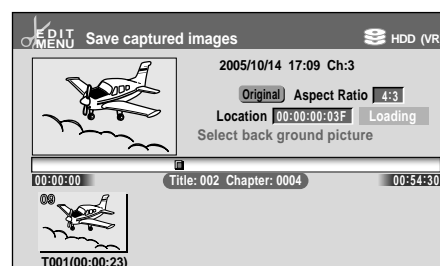 EDIT MENU Save captured images HDD (VR
2005/10/14 17:09 Ch:3
Original Aspect Ratio 4:3
Location 00:00:00:03F Loading
Select back ground picture
00:00:00 Title: 002 Chapter: 0004 00:54:30
09
T001(00:00:23)